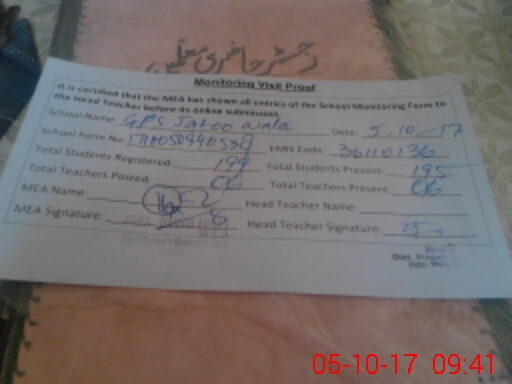 رجسٹر حاضری معلمین
Monitoring Visit Proof
It is certified that the MEA has shown all entries of the School Monitoring Form to
the Head Teacher before its online submission
School Name: GPS Jatoo wala Date: 5.10/17
School Form No: EMIS Code: 36110136
Total Students Registered: 199 Total Students Present: 195
Total Teachers Posted: 06 Total Teachers Present: 06
MEA Name: Head Teacher Name:
MEA Signature: Head Teacher Signature:
05-10-17 09:41